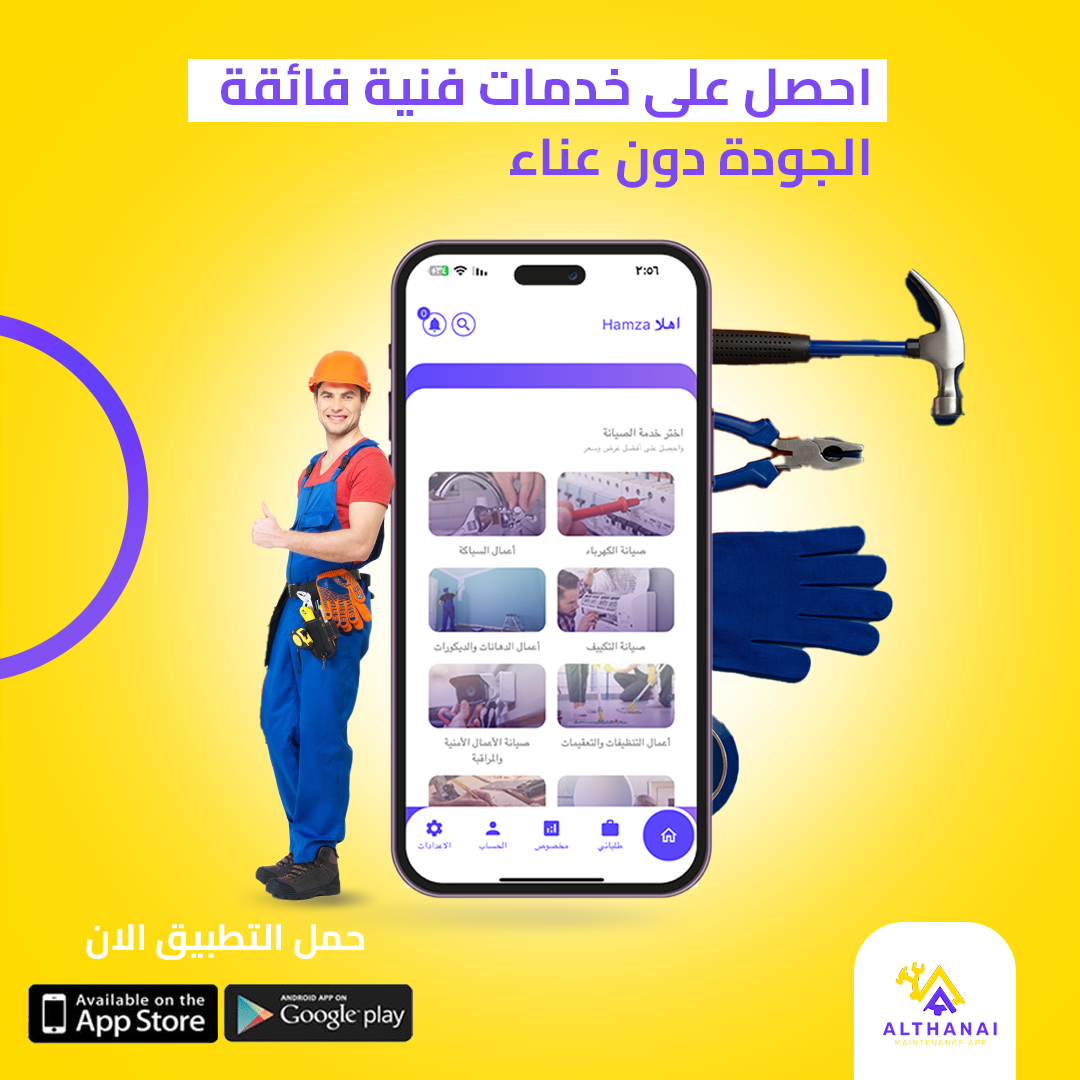 احصل على خدمات فنية فائقة
الجودة دون عناء
٢:٥٦
٣٤+
اهلا Hamza
0
اختر خدمة الصيانة
واحصل على أفضل عرض وسعر
صيانة الكهرباء
أعمال السباكة
صيانة التكييف
أعمال الدهانات والديكورات
أعمال التنظيفات والتعقيمات
صيانة الأعمال الأمنية
والمراقبة
طلباتي
مخصوص
الحساب
الاعدادات
حمل التطبيق الان
Available on the
App Store
ANDROID APP ON
Google play
ALTHANAI
MAINTENANCE APP